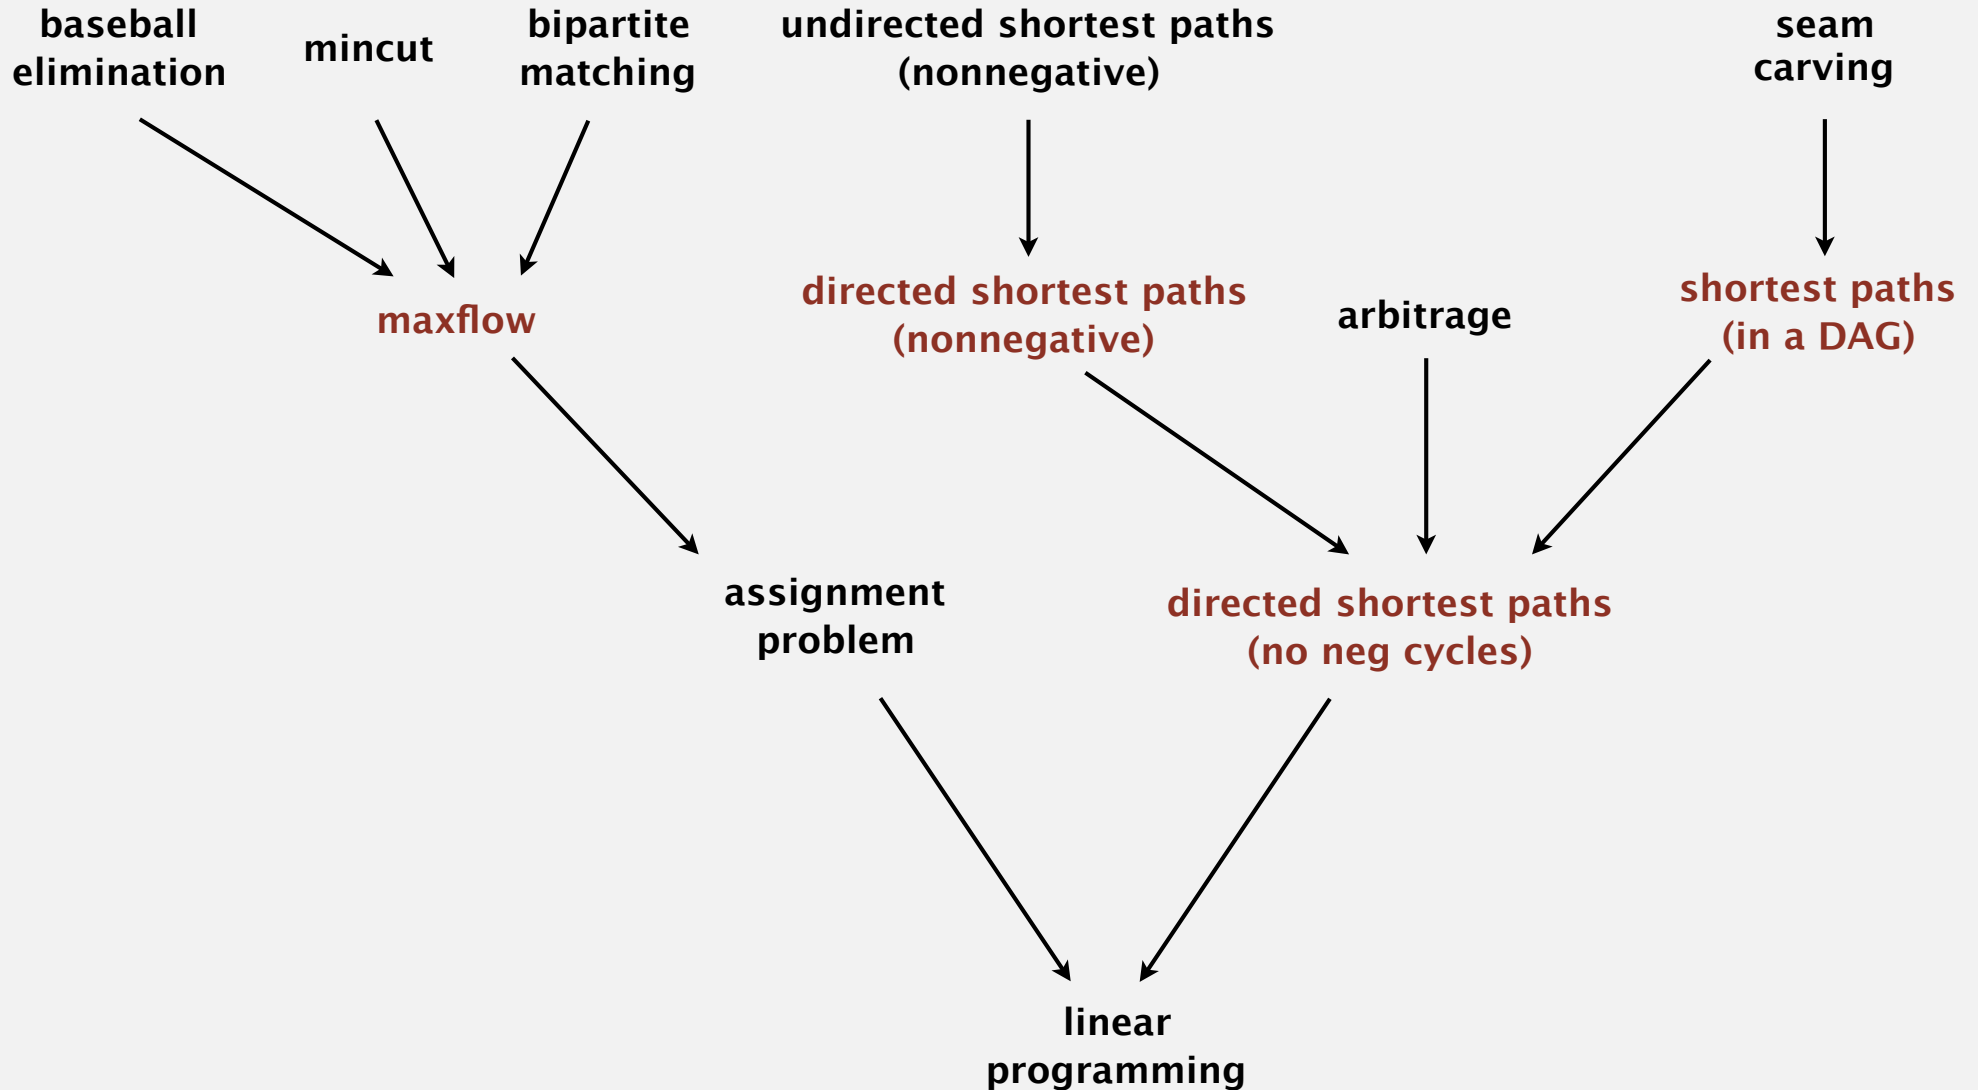 baseball
elimination
mincut
bipartite
matching
undirected shortest paths
(nonnegative)
seam
carving
maxflow
directed shortest paths
(nonnegative)
arbitrage
shortest paths
(in a DAG)
assignment
problem
directed shortest paths
(no neg cycles)
linear
programming